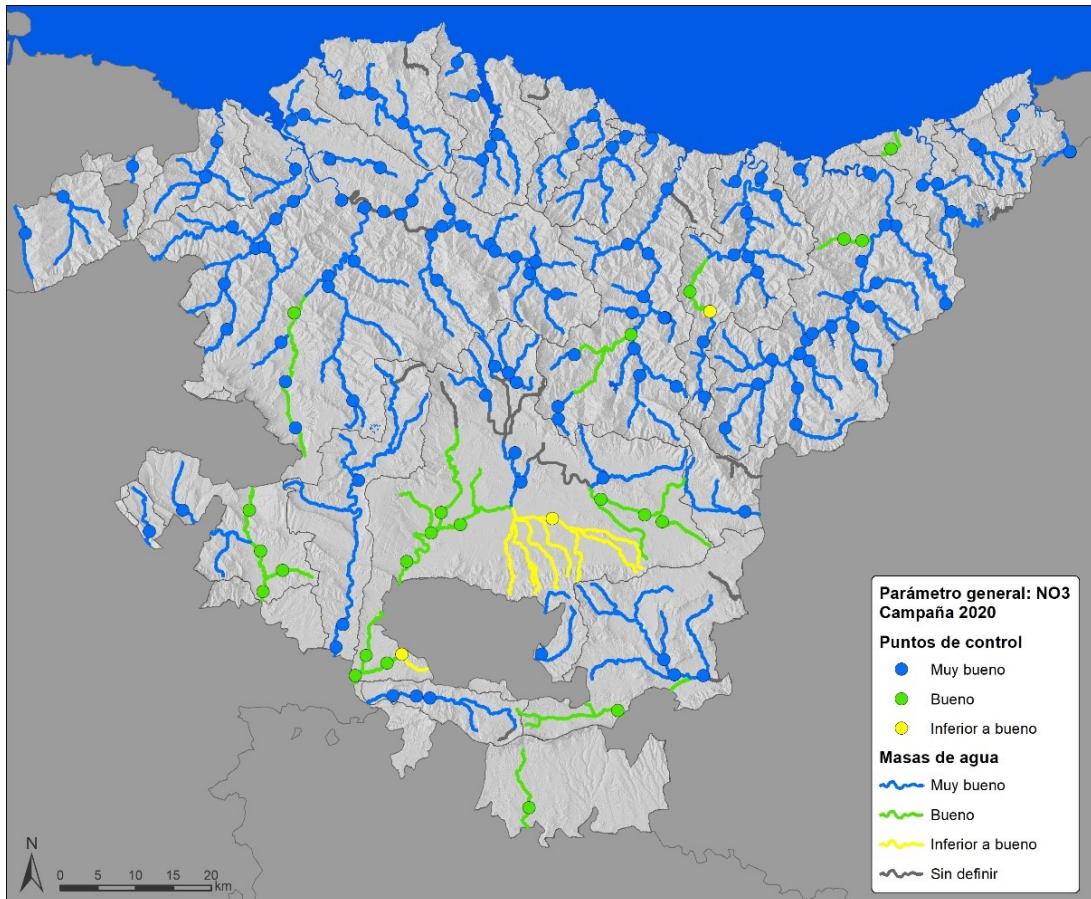 Parámetro general: NO3
Campaña 2020
Puntos de control
Muy bueno
Bueno
Inferior a bueno
Masas de agua
Muy bueno
Bueno
Inferior a bueno
Sin definir
N
0 5 10 15 20
km